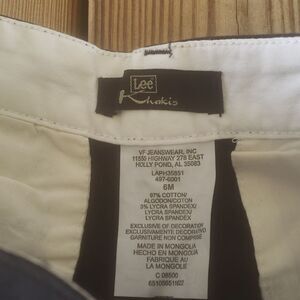 Lee
Khakis
VF JEANSWEAR, INC
11550 HIGHWAY 278 EAST
HOLLY POND, AL 35083
LAPH35851
497-6001
6M
97% COTTON/
ALGODON/COTON
3% LYCRA SPANDEX/
LYCRA SPANDEX/
LYCRA SPANDEX
EXCLUSIVE OF DECORATION
EXCLUSIVAMENTE DECORATIVO
GARNITURE NON COMPRISE
MADE IN MONGOLIA
HECHO EN MONGOLIA
FABRIQUE AU
LA MONGOLIE
C 08500